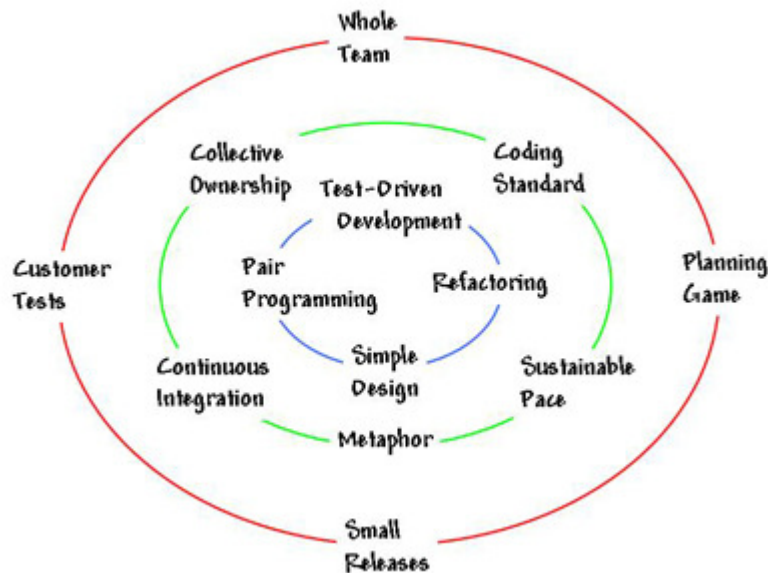 Whole
Team
Collective
Ownership
Coding
Standard
Test-Driven
Development
Customer
Tests
Pair
Programming
Refactoring
Planning
Game
Continuous
Integration
Simple
Design
Sustainable
Pace
Metaphor
Small
Releases